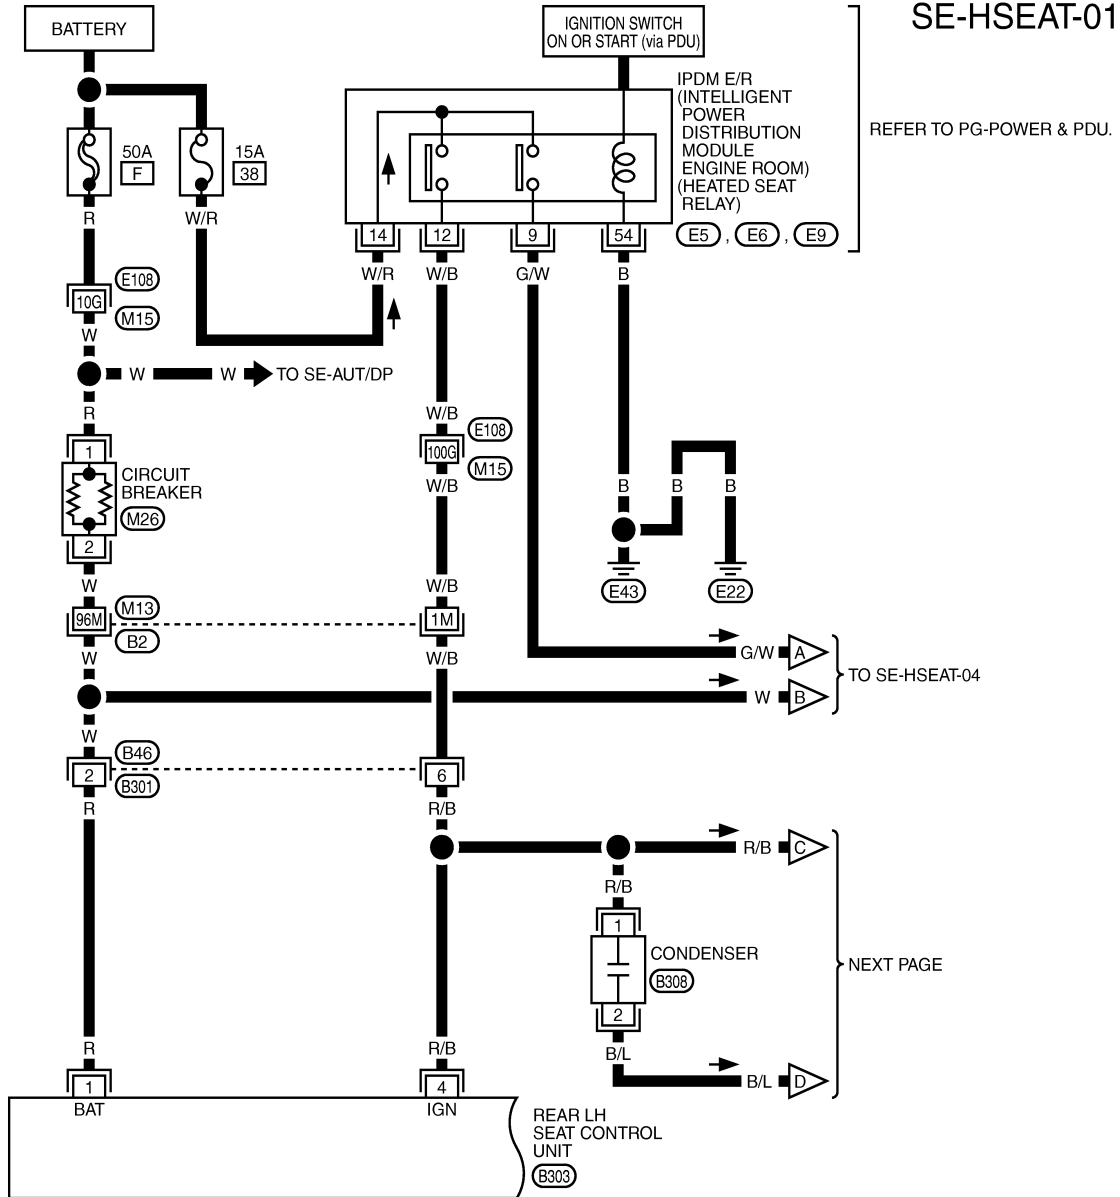 SE-HSEAT-01
BATTERY
IGNITION SWITCH
ON OR START (via PDU)
IPDM E/R
(INTELLIGENT
POWER
DISTRIBUTION
MODULE
ENGINE ROOM)
(HEATED SEAT
RELAY)
REFER TO PG-POWER & PDU.
50A
F
15A
38
R
W/R
14
12
9
54
E5 , E6 , E9
W/R
W/B
G/W
B
E108
10G
M15
W
W
W
TO SE-AUT/DP
R
W/B
E108
100G
M15
W/B
1
CIRCUIT
BREAKER
M26
2
B
B
B
E43
E22
W
W/B
M13
96M
1M
B2
W
W/B
G/W
A
W
B
TO SE-HSEAT-04
W
B46
2
6
B301
R
R/B
R/B
C
R/B
1
CONDENSER
B308
2
B/L
B/L
D
NEXT PAGE
R
R/B
1
4
BAT
IGN
REAR LH
SEAT CONTROL
UNIT
B303